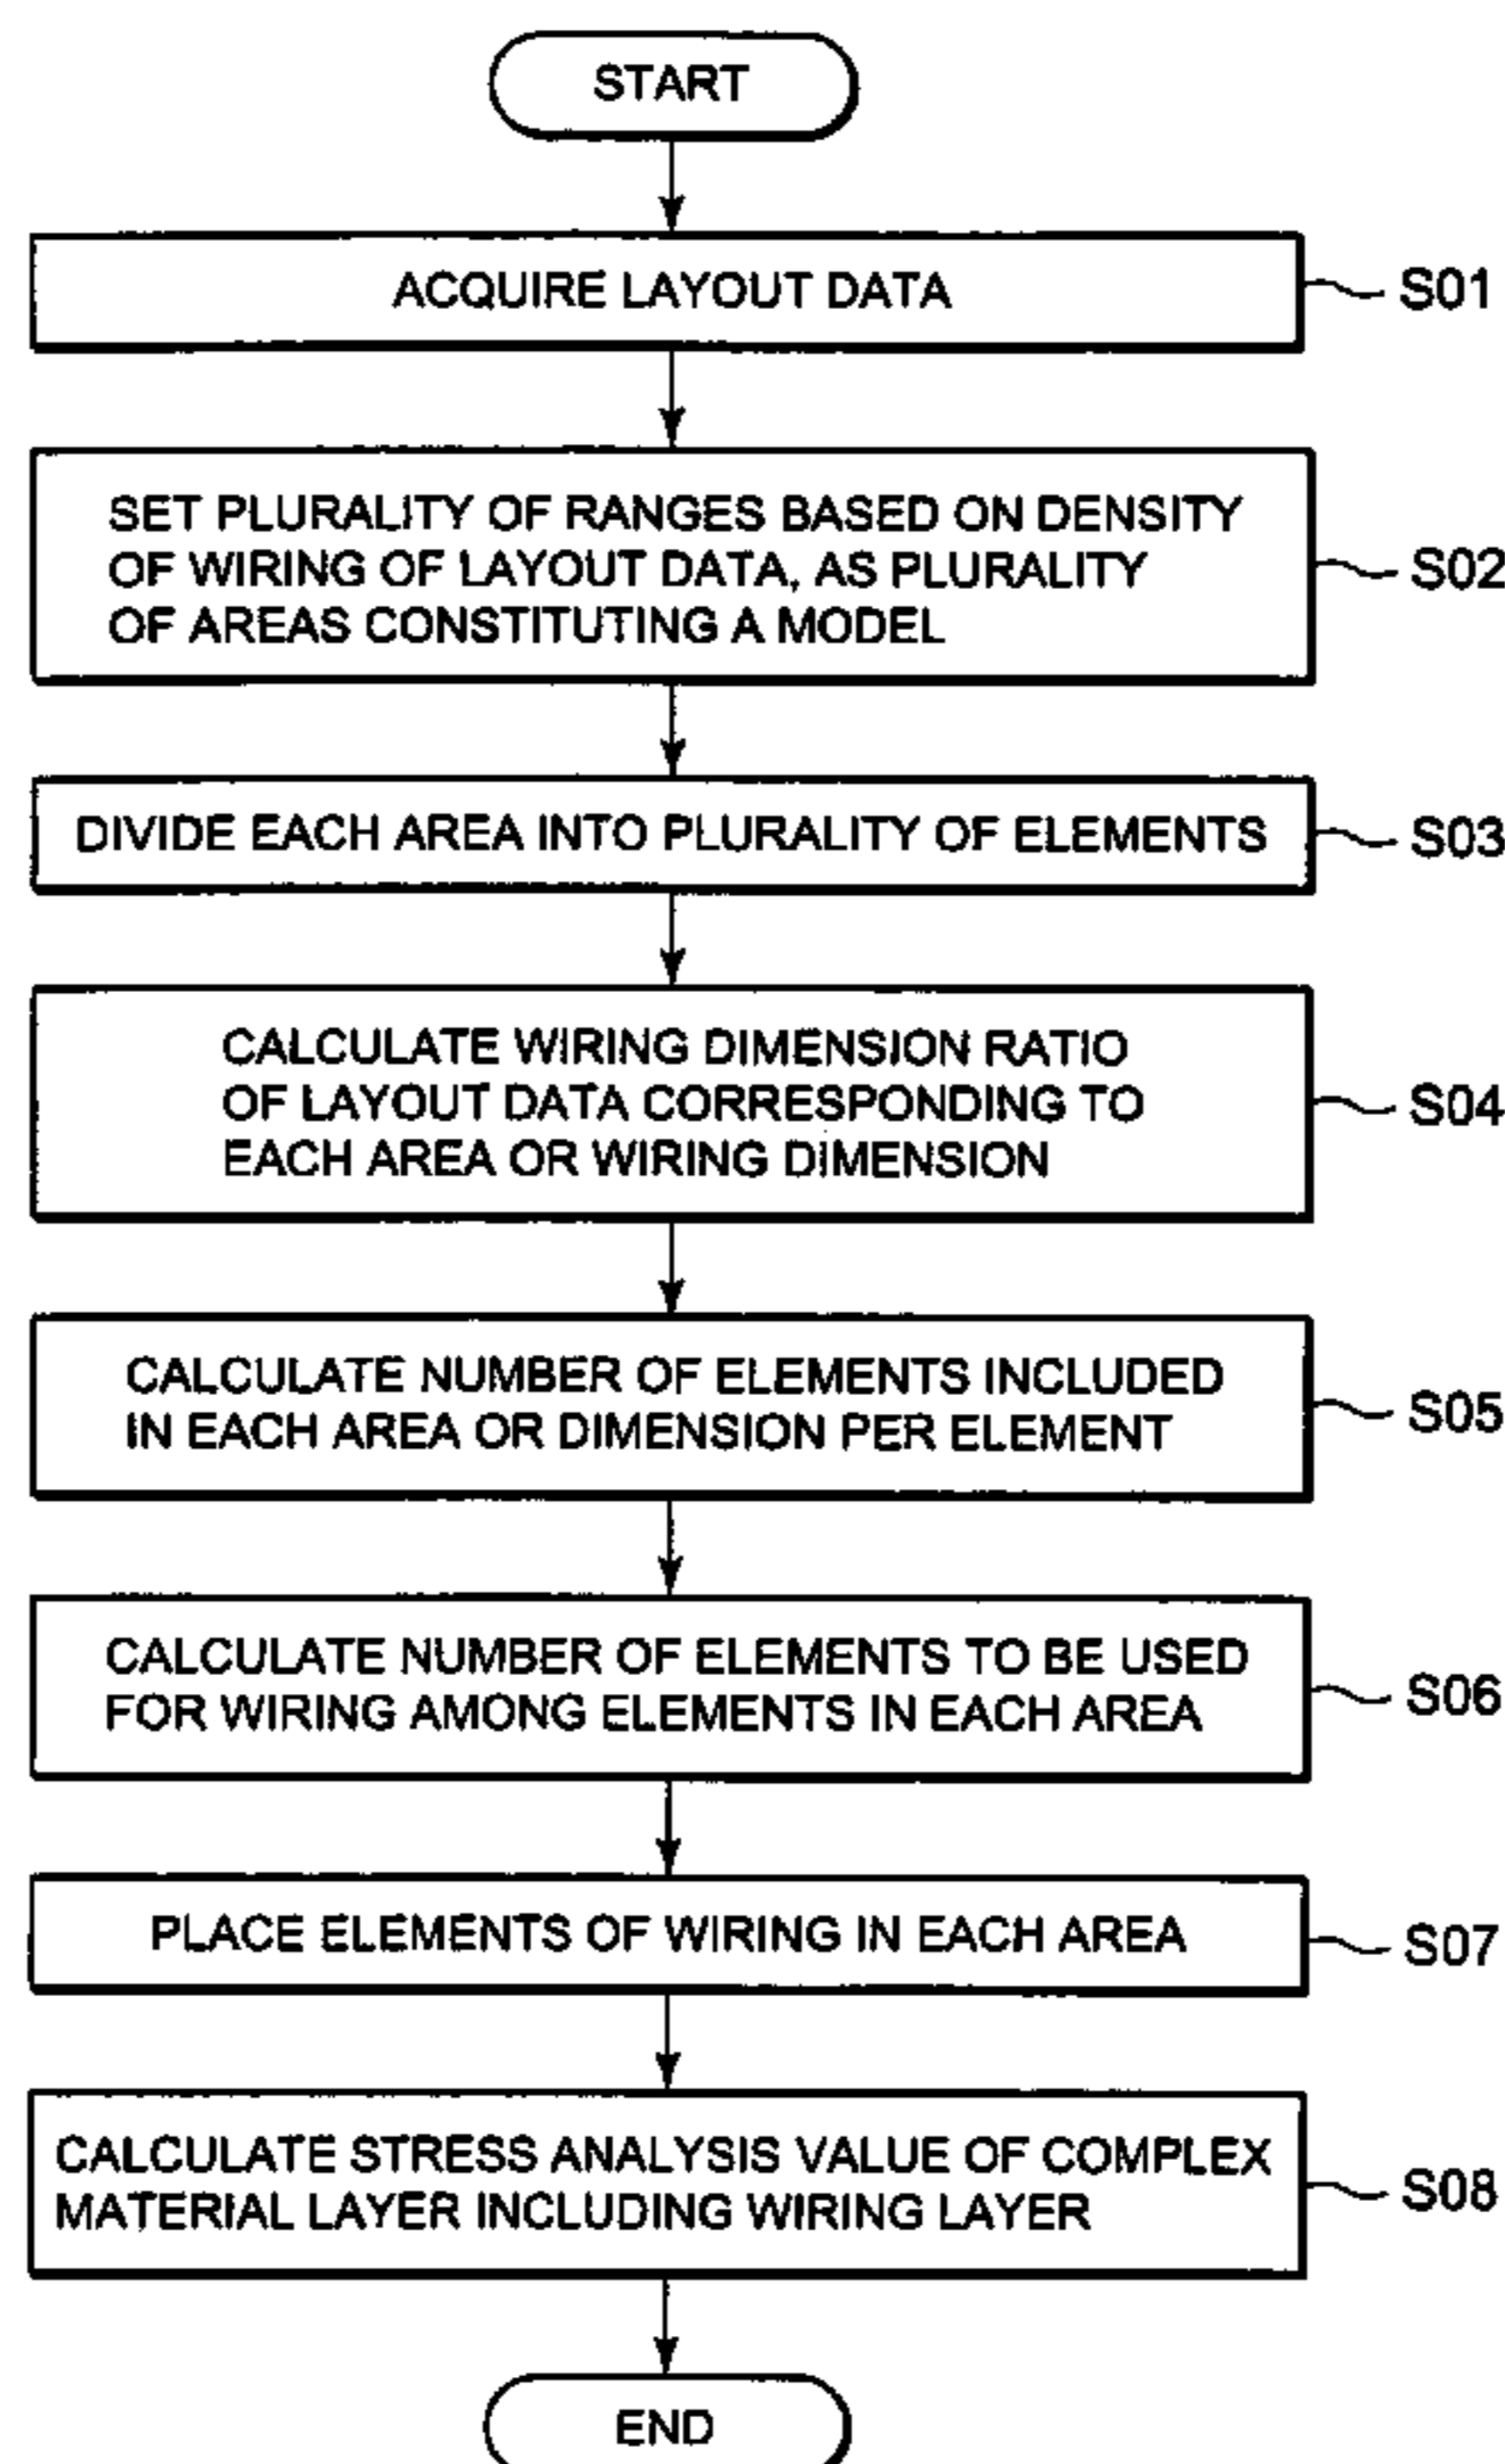 START
ACQUIRE LAYOUT DATA
S01
SET PLURALITY OF RANGES BASED ON DENSITY
OF WIRING OF LAYOUT DATA, AS PLURALITY
OF AREAS CONSTITUTING A MODEL
S02
DIVIDE EACH AREA INTO PLURALITY OF ELEMENTS
S03
CALCULATE WIRING DIMENSION RATIO
OF LAYOUT DATA CORRESPONDING TO
EACH AREA OR WIRING DIMENSION
S04
CALCULATE NUMBER OF ELEMENTS INCLUDED
IN EACH AREA OR DIMENSION PER ELEMENT
S05
CALCULATE NUMBER OF ELEMENTS TO BE USED
FOR WIRING AMONG ELEMENTS IN EACH AREA
S06
PLACE ELEMENTS OF WIRING IN EACH AREA
S07
CALCULATE STRESS ANALYSIS VALUE OF COMPLEX
MATERIAL LAYER INCLUDING WIRING LAYER
S08
END